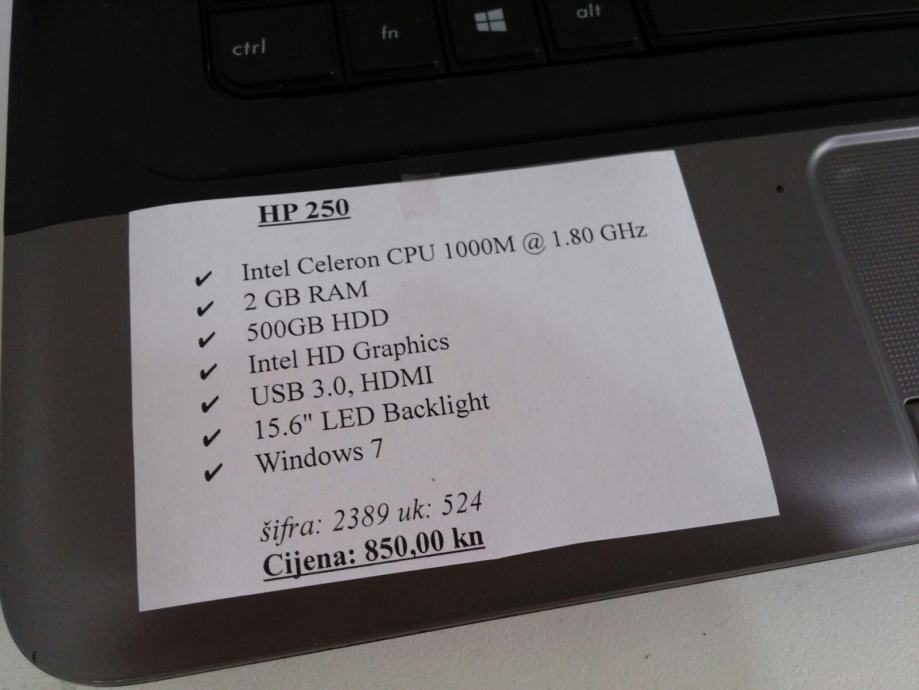 ctrl fn alt
HP 250
✔ Intel Celeron CPU 1000M @ 1.80 GHz
✔ 2 GB RAM
✔ 500GB HDD
✔ Intel HD Graphics
✔ USB 3.0, HDMI
✔ 15.6" LED Backlight
✔ Windows 7
šifra: 2389 uk: 524
Cijena: 850,00 kn